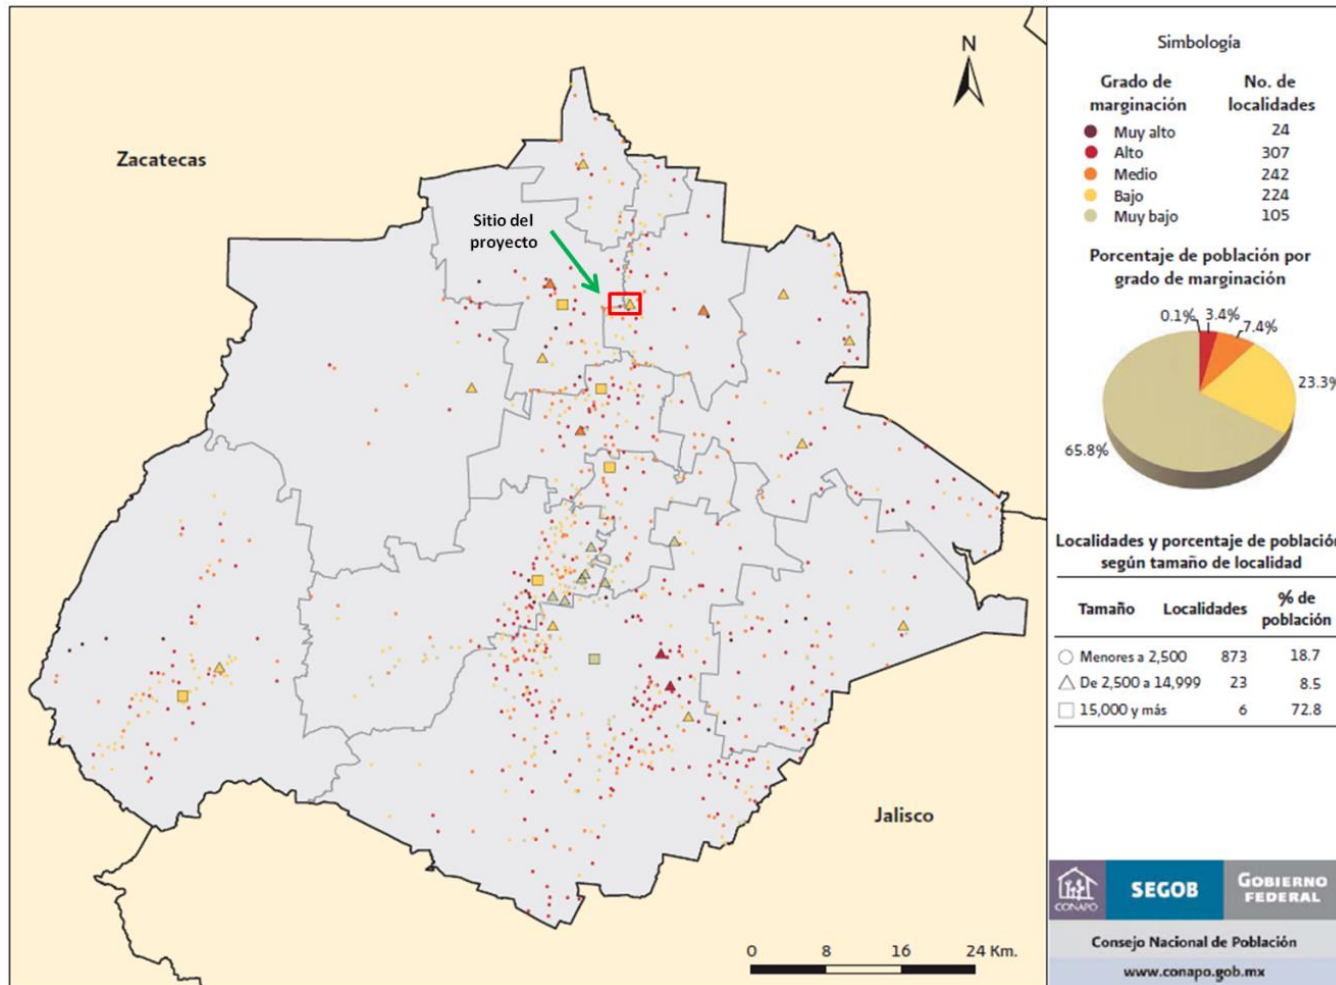 N
Zacatecas
Sitio del
proyecto
Jalisco
0 8 16 24 Km.
Simbología
Grado de No. de
marginación localidades
Muy alto 24
Alto 307
Medio 242
Bajo 224
Muy bajo 105
Porcentaje de población por
grado de marginación
0.1% 3.4%
7.4%
23.3%
65.8%
Localidades y porcentaje de población
según tamaño de localidad
Tamaño Localidades % de
población
Menores a 2,500 873 18.7
De 2,500 a 14,999 23 8.5
15,000 y más 6 72.8
CONAPO
SEGOB
GOBIERNO
FEDERAL
Consejo Nacional de Población
www.conapo.gob.mx